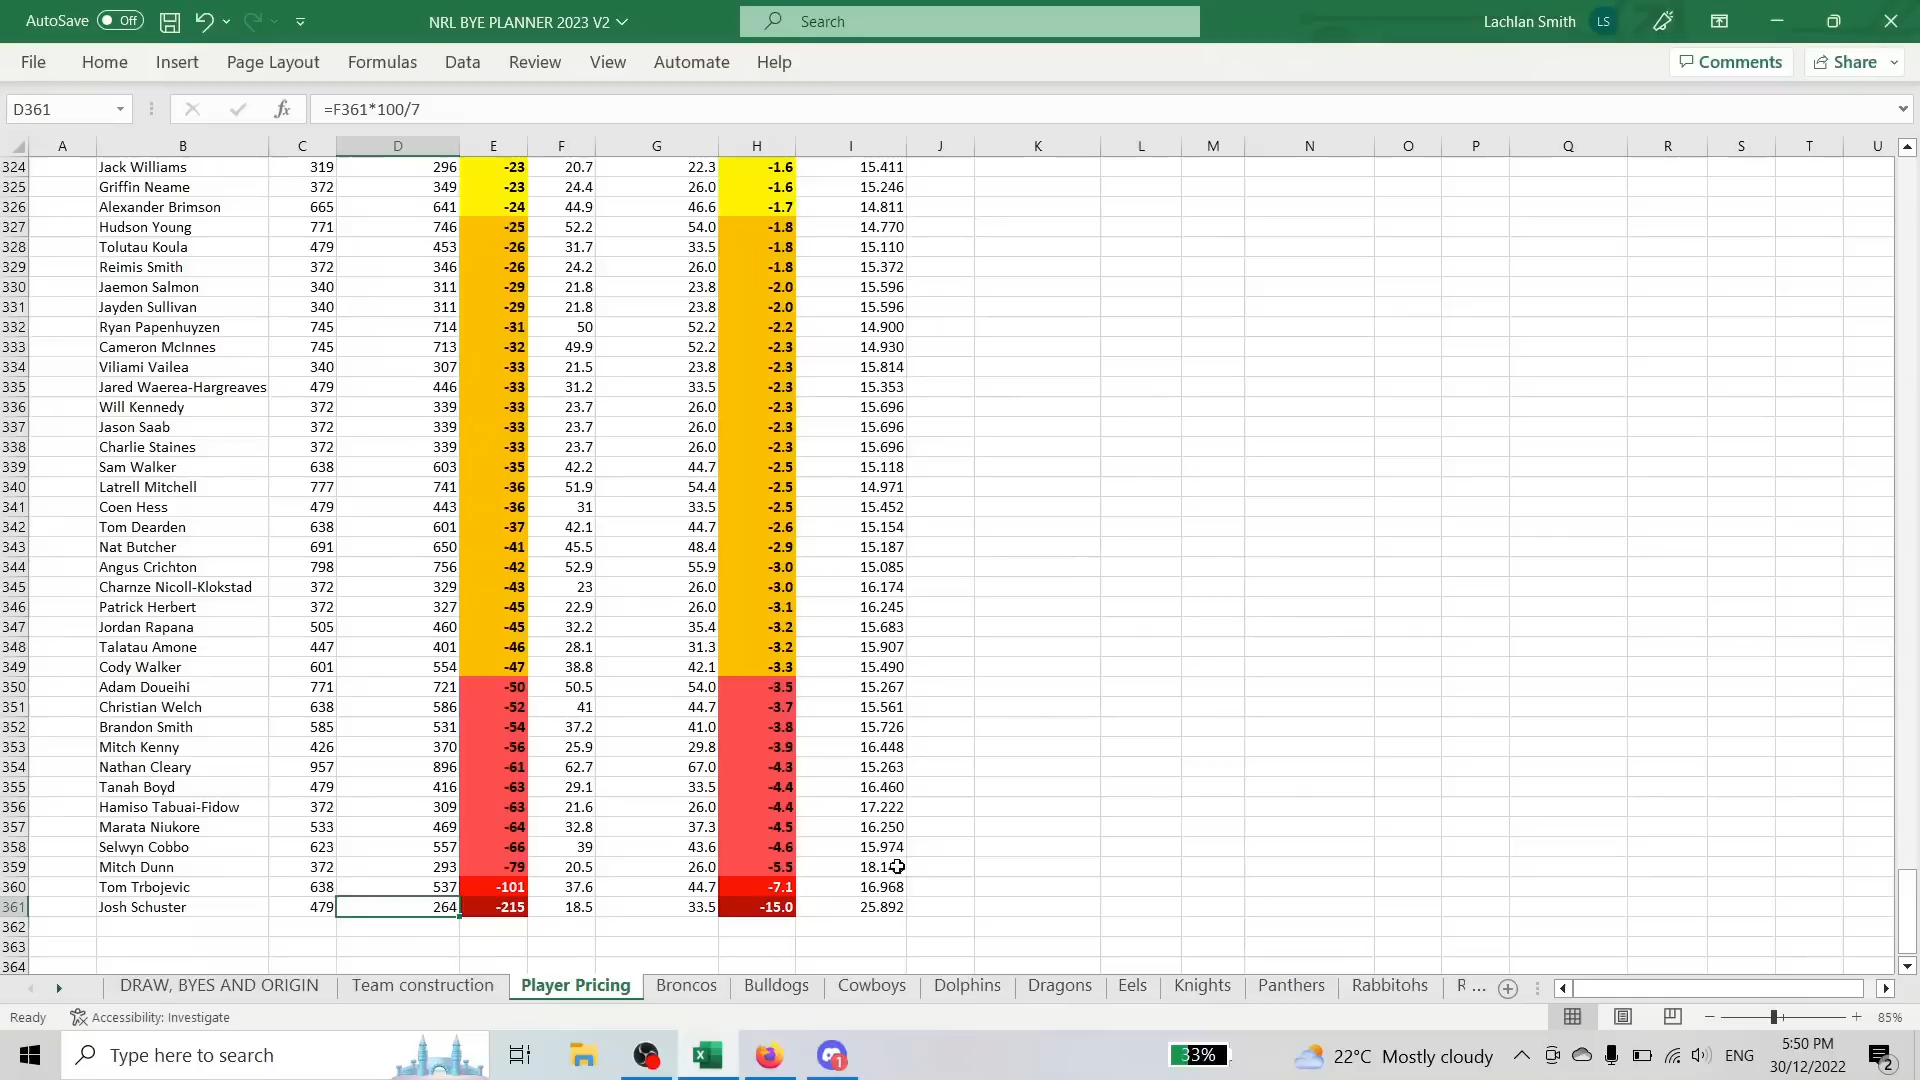 AutoSave Off NRL BYE PLANNER 2023 V2 Search Lachlan Smith LS
File Home Insert Page Layout Formulas Data Review View Automate Help Comments Share
D361 fx =F361*100/7
A B C D E F G H I J K L M N O P Q R S T U
324 Jack Williams 319 296 -23 20.7 22.3 -1.6 15.411
325 Griffin Neame 372 349 -23 24.4 26.0 -1.6 15.246
326 Alexander Brimson 665 641 -24 44.9 46.6 -1.7 14.811
327 Hudson Young 771 746 -25 52.2 54.0 -1.8 14.770
328 Tolutau Koula 479 453 -26 31.7 33.5 -1.8 15.110
329 Reimis Smith 372 346 -26 24.2 26.0 -1.8 15.372
330 Jaemon Salmon 340 311 -29 21.8 23.8 -2.0 15.596
331 Jayden Sullivan 340 311 -29 21.8 23.8 -2.0 15.596
332 Ryan Papenhuyzen 745 714 -31 50 52.2 -2.2 14.900
333 Cameron McInnes 745 713 -32 49.9 52.2 -2.3 14.930
334 Viliami Vailea 340 307 -33 21.5 23.8 -2.3 15.814
335 Jared Waerea-Hargreaves 479 446 -33 31.2 33.5 -2.3 15.353
336 Will Kennedy 372 339 -33 23.7 26.0 -2.3 15.696
337 Jason Saab 372 339 -33 23.7 26.0 -2.3 15.696
338 Charlie Staines 372 339 -33 23.7 26.0 -2.3 15.696
339 Sam Walker 638 603 -35 42.2 44.7 -2.5 15.118
340 Latrell Mitchell 777 741 -36 51.9 54.4 -2.5 14.971
341 Coen Hess 479 443 -36 31 33.5 -2.5 15.452
342 Tom Dearden 638 601 -37 42.1 44.7 -2.6 15.154
343 Nat Butcher 691 650 -41 45.5 48.4 -2.9 15.187
344 Angus Crichton 798 756 -42 52.9 55.9 -3.0 15.085
345 Charnze Nicoll-Klokstad 372 329 -43 23 26.0 -3.0 16.174
346 Patrick Herbert 372 327 -45 22.9 26.0 -3.1 16.245
347 Jordan Rapana 505 460 -45 32.2 35.4 -3.2 15.683
348 Talatau Amone 447 401 -46 28.1 31.3 -3.2 15.907
349 Cody Walker 601 554 -47 38.8 42.1 -3.3 15.490
350 Adam Doueihi 771 721 -50 50.5 54.0 -3.5 15.267
351 Christian Welch 638 586 -52 41 44.7 -3.7 15.561
352 Brandon Smith 585 531 -54 37.2 41.0 -3.8 15.726
353 Mitch Kenny 426 370 -56 25.9 29.8 -3.9 16.448
354 Nathan Cleary 957 896 -61 62.7 67.0 -4.3 15.263
355 Tanah Boyd 479 416 -63 29.1 33.5 -4.4 16.460
356 Hamiso Tabuai-Fidow 372 309 -63 21.6 26.0 -4.4 17.222
357 Marata Niukore 533 469 -64 32.8 37.3 -4.5 16.250
358 Selwyn Cobbo 623 557 -66 39 43.6 -4.6 15.974
359 Mitch Dunn 372 293 -79 20.5 26.0 -5.5 18.1
360 Tom Trbojevic 638 537 -101 37.6 44.7 -7.1 16.968
361 Josh Schuster 479 264 -215 18.5 33.5 -15.0 25.892
362
363
364
DRAW, BYES AND ORIGIN Team construction Player Pricing Broncos Bulldogs Cowboys Dolphins Dragons Eels Knights Panthers Rabbitohs R ...
Ready Accessibility: Investigate 85%
Type here to search 1 33% 22°C Mostly cloudy ENG 5:50 PM 30/12/2022 2